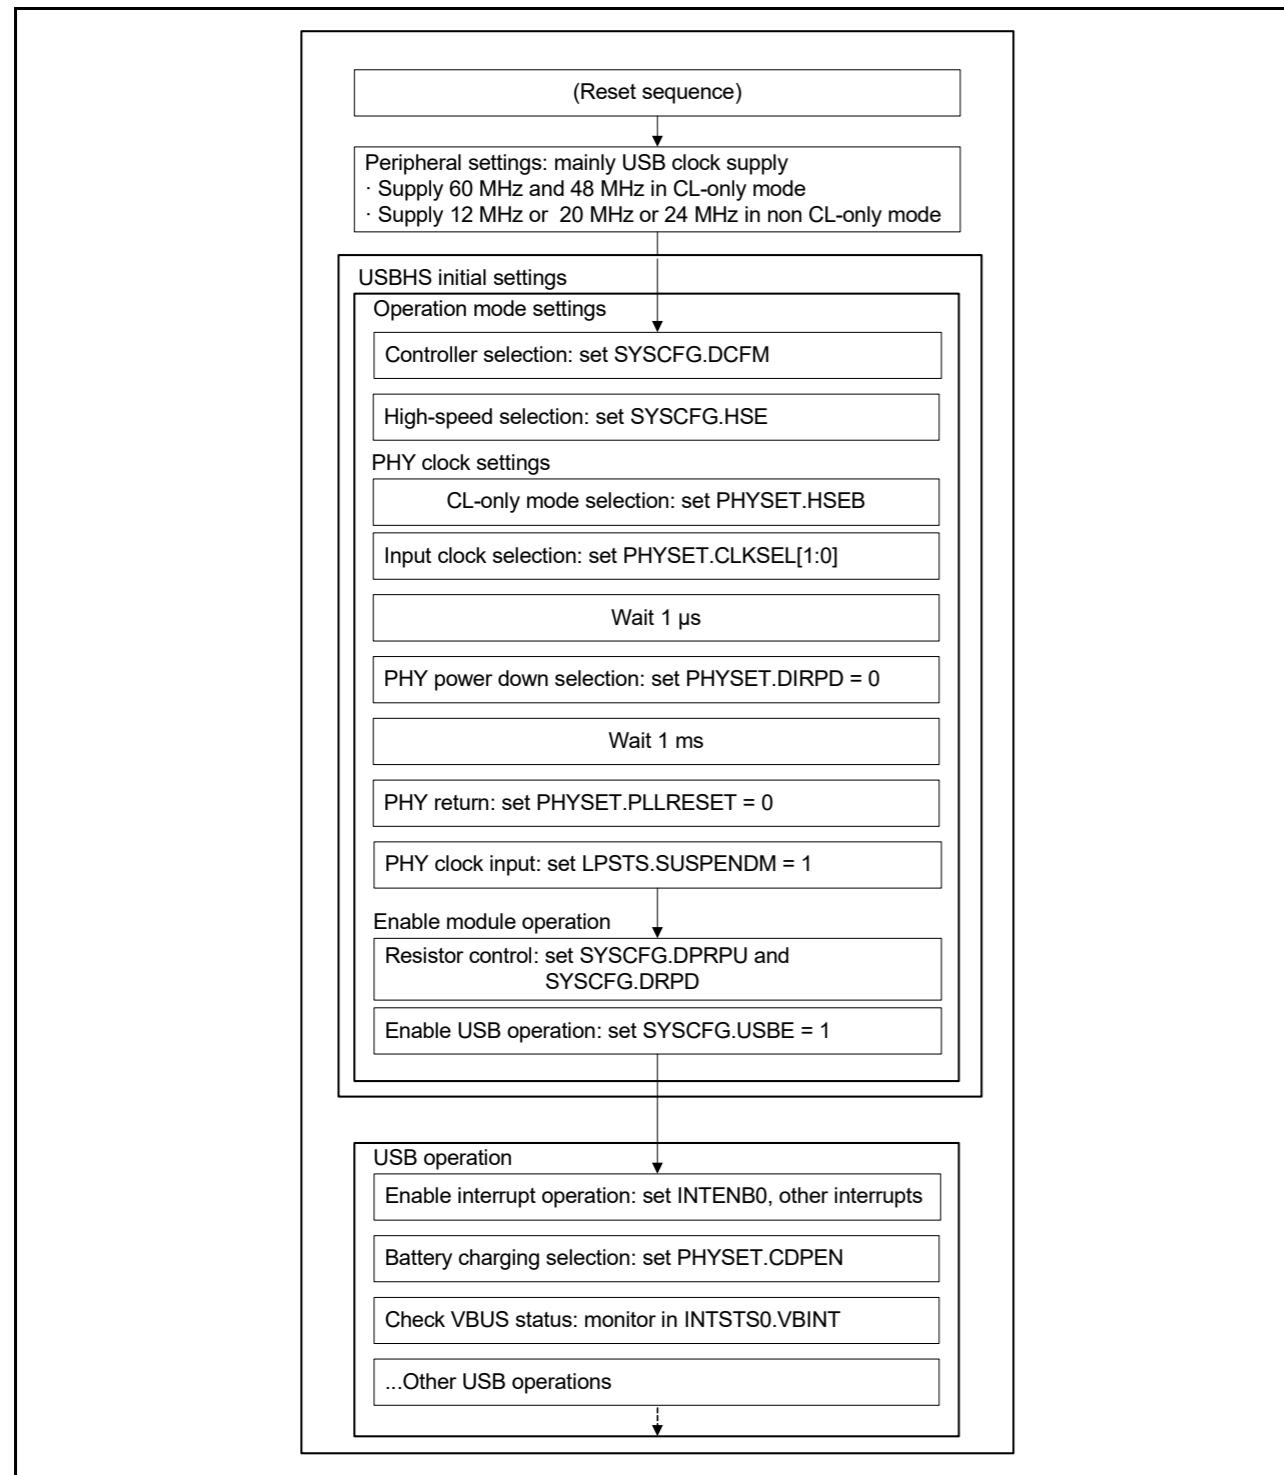 (Reset sequence)
Peripheral settings: mainly USB clock supply
· Supply 60 MHz and 48 MHz in CL-only mode
· Supply 12 MHz or  20 MHz or 24 MHz in non CL-only mode
USBHS initial settings
Operation mode settings
Controller selection: set SYSCFG.DCFM
High-speed selection: set SYSCFG.HSE
PHY clock settings
CL-only mode selection: set PHYSET.HSEB
Input clock selection: set PHYSET.CLKSEL[1:0]
Wait 1 µs
PHY power down selection: set PHYSET.DIRPD = 0
Wait 1 ms
PHY return: set PHYSET.PLLRESET = 0
PHY clock input: set LPSTS.SUSPENDM = 1
Enable module operation
Resistor control: set SYSCFG.DPRPU and
SYSCFG.DRPD
Enable USB operation: set SYSCFG.USBE = 1
USB operation
Enable interrupt operation: set INTENB0, other interrupts
Battery charging selection: set PHYSET.CDPEN
Check VBUS status: monitor in INTSTS0.VBINT
...Other USB operations